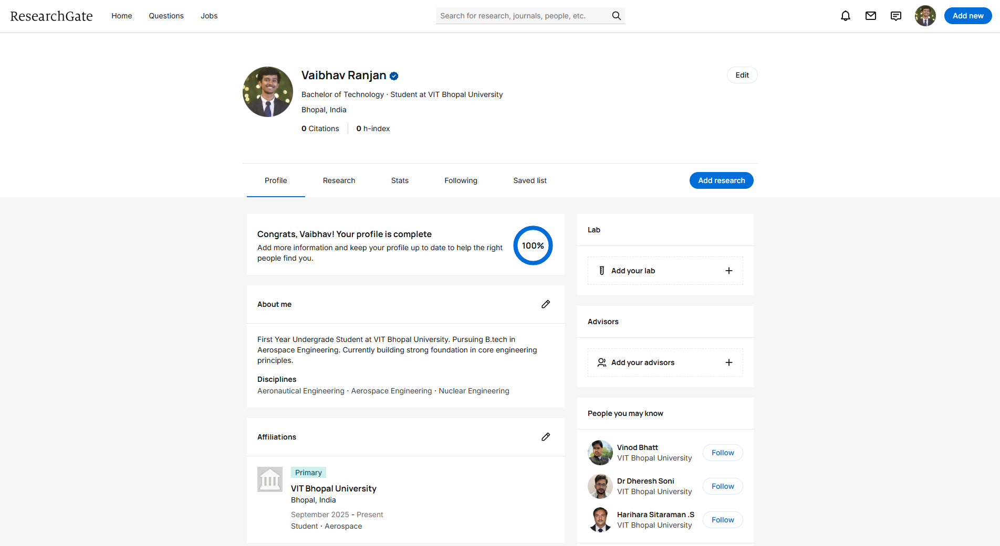 ResearchGate
Home
Questions
Jobs
Search for research, journals, people, etc.
Add new
Vaibhav Ranjan
Edit
Bachelor of Technology · Student at VIT Bhopal University
Bhopal, India
0 Citations
0 h-index
Profile
Research
Stats
Following
Saved list
Add research
Congrats, Vaibhav! Your profile is complete
Add more information and keep your profile up to date to help the right
people find you.
100%
About me
First Year Undergrade Student at VIT Bhopal University. Pursuing B.tech in
Aerospace Engineering. Currently building strong foundation in core engineering
principles.
Disciplines
Aeronautical Engineering · Aerospace Engineering · Nuclear Engineering
Affiliations
Primary
VIT Bhopal University
Bhopal, India
September 2025 - Present
Student · Aerospace
Lab
Add your lab
Advisors
Add your advisors
People you may know
Vinod Bhatt
VIT Bhopal University
Follow
Dr Dheresh Soni
VIT Bhopal University
Follow
Harihara Sitaraman .S
VIT Bhopal University
Follow